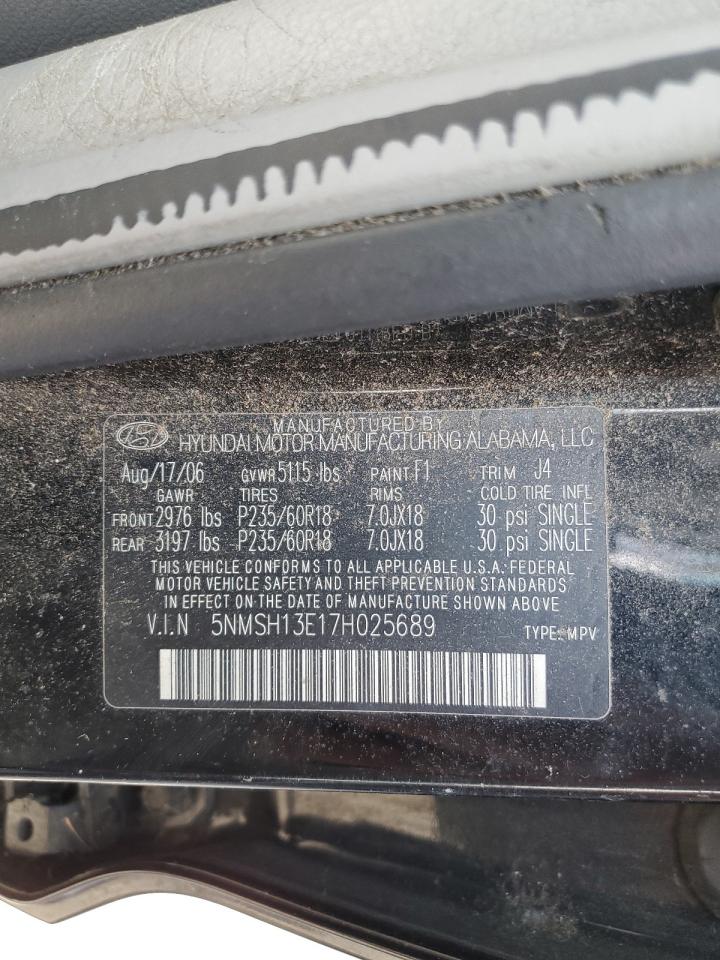 MANUFACTURED BY
HYUNDAI MOTOR MANUFACTURING ALABAMA, LLC
Aug/17/06 GVWR 5115 lbs PAINT F1 TRIM J4
GAWR TIRES RIMS COLD TIRE INFL
FRONT 2976 lbs P235/60R18 7.0JX18 30 psi SINGLE
REAR 3197 lbs P235/60R18 7.0JX18 30 psi SINGLE
THIS VEHICLE CONFORMS TO ALL APPLICABLE U.S.A. FEDERAL
MOTOR VEHICLE SAFETY AND THEFT PREVENTION STANDARDS
IN EFFECT ON THE DATE OF MANUFACTURE SHOWN ABOVE
V.I.N 5NMSH13E17H025689 TYPE: MPV